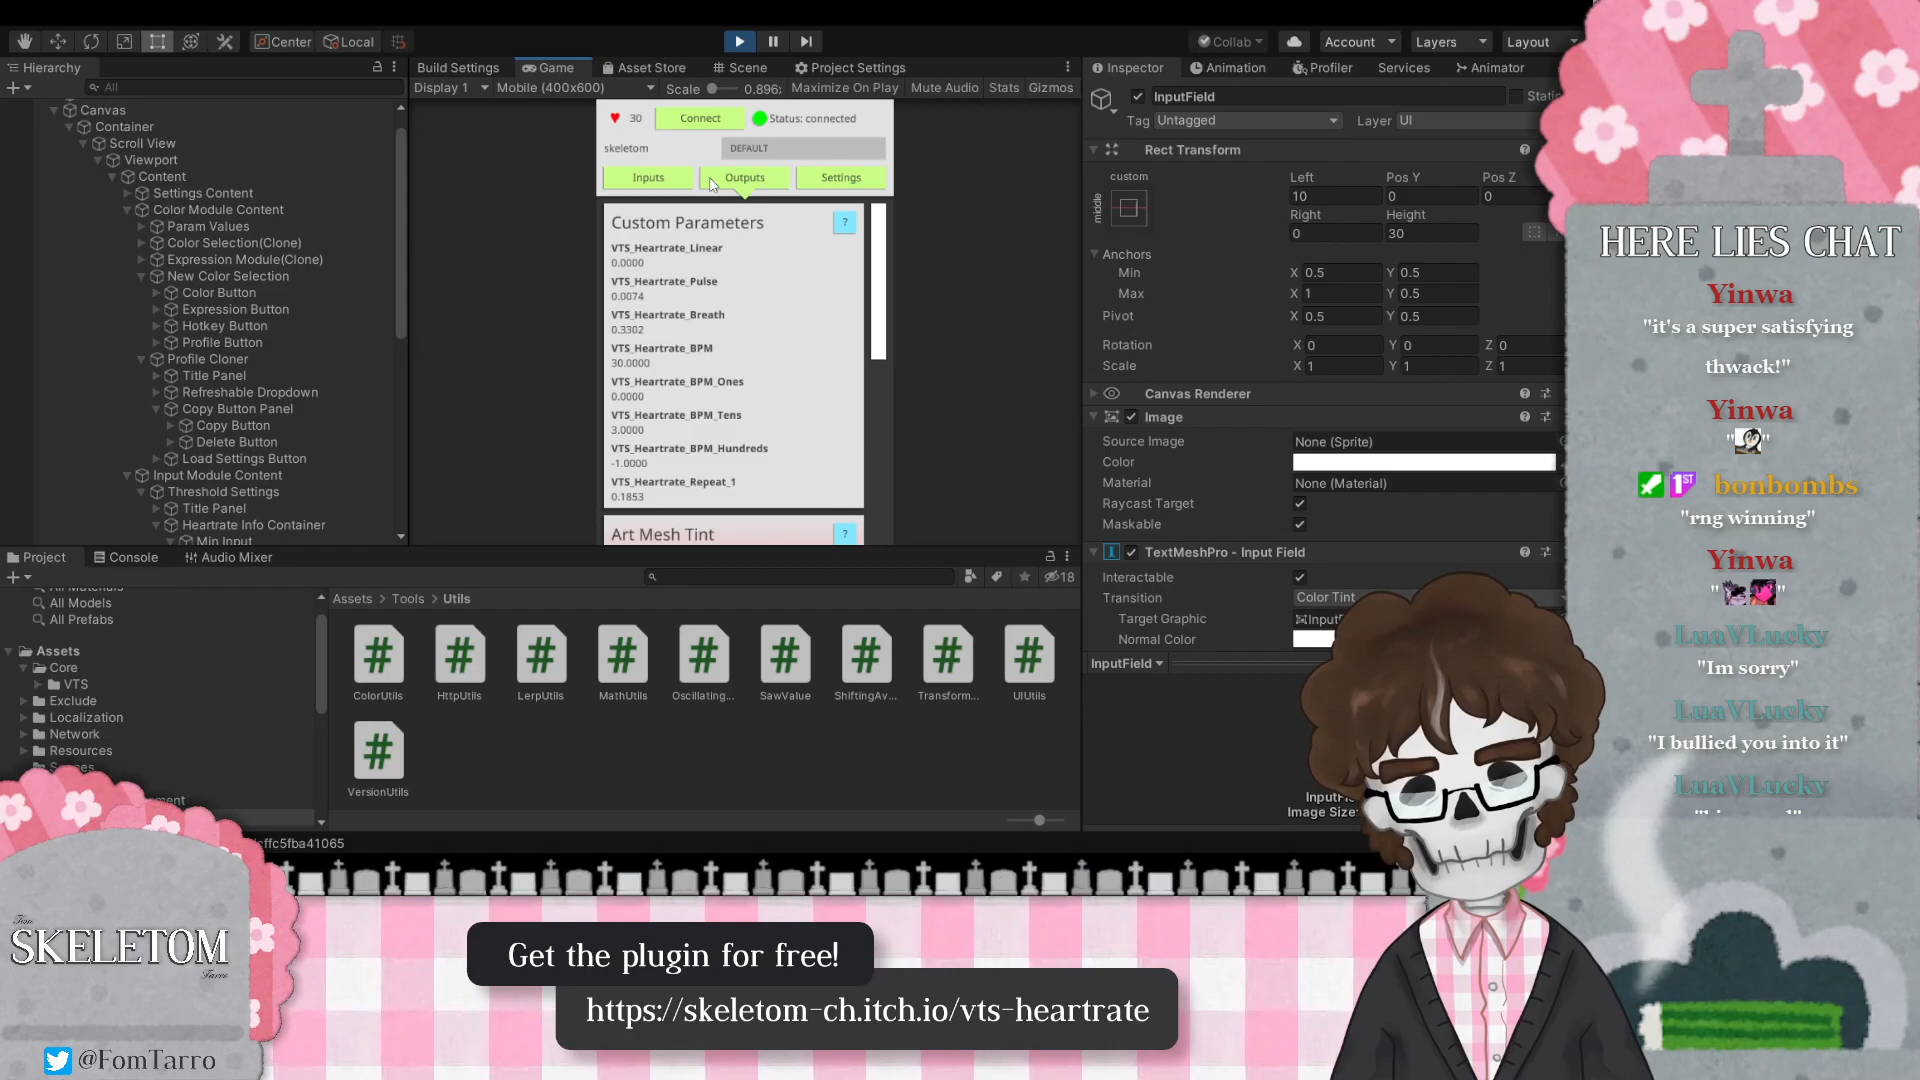 Center
Local
Collab
Account
Layers
Layout
Hierarchy
All
Canvas
Container
Scroll View
Viewport
Content
Settings Content
Color Module Content
Param Values
Color Selection(Clone)
Expression Module(Clone)
New Color Selection
Color Button
Expression Button
Hotkey Button
Profile Button
Profile Cloner
Title Panel
Refreshable Dropdown
Copy Button Panel
Copy Button
Delete Button
Load Settings Button
Input Module Content
Threshold Settings
Title Panel
Heartrate Info Container
Min Input
Build Settings
Game
Asset Store
Scene
Project Settings
Display 1
Mobile (400x600)
Scale
0.896
Maximize On Play
Mute Audio
Stats
Gizmos
30
Connect
Status: connected
skeletom
DEFAULT
Inputs
Outputs
Settings
Custom Parameters
?
VTS_Heartrate_Linear
0.0000
VTS_Heartrate_Pulse
0.0074
VTS_Heartrate_Breath
0.3302
VTS_Heartrate_BPM
30.0000
VTS_Heartrate_BPM_Ones
0.0000
VTS_Heartrate_BPM_Tens
3.0000
VTS_Heartrate_BPM_Hundreds
-1.0000
VTS_Heartrate_Repeat_1
0.1853
Art Mesh Tint
?
Inspector
Animation
Profiler
Services
Animator
InputField
Static
Tag
Untagged
Layer
UI
Rect Transform
custom
middle
Left
Pos Y
Pos Z
10
0
0
Right
Height
0
30
Anchors
Min
X 0.5
Y 0.5
Max
X 1
Y 0.5
Pivot
X 0.5
Y 0.5
Rotation
X 0
Y 0
Z 0
Scale
X 1
Y 1
Z 1
Canvas Renderer
Image
Source Image
None (Sprite)
Color
Material
None (Material)
Raycast Target
Maskable
TextMeshPro - Input Field
Interactable
Transition
Color Tint
Target Graphic
Normal Color
InputField
Project
Console
Audio Mixer
18
All Models
All Prefabs
Assets
Core
VTS
Exclude
Localization
Network
Resources
Assets > Tools > Utils
ColorUtils
HttpUtils
LerpUtils
MathUtils
Oscillating...
SawValue
ShiftingAv...
Transform...
UIUtils
VersionUtils
Image Size:
cffc5fba41065
HERE LIES CHAT
Yinwa
"it's a super satisfying
thwack!"
Yinwa
" "
1ST
bonbombs
"rng winning"
Yinwa
" "
LuaVLucky
"Im sorry"
LuaVLucky
"I bullied you into it"
LuaVLucky
Tom
SKELETOM
Tarro
@FomTarro
Get the plugin for free!
https://skeletom-ch.itch.io/vts-heartrate